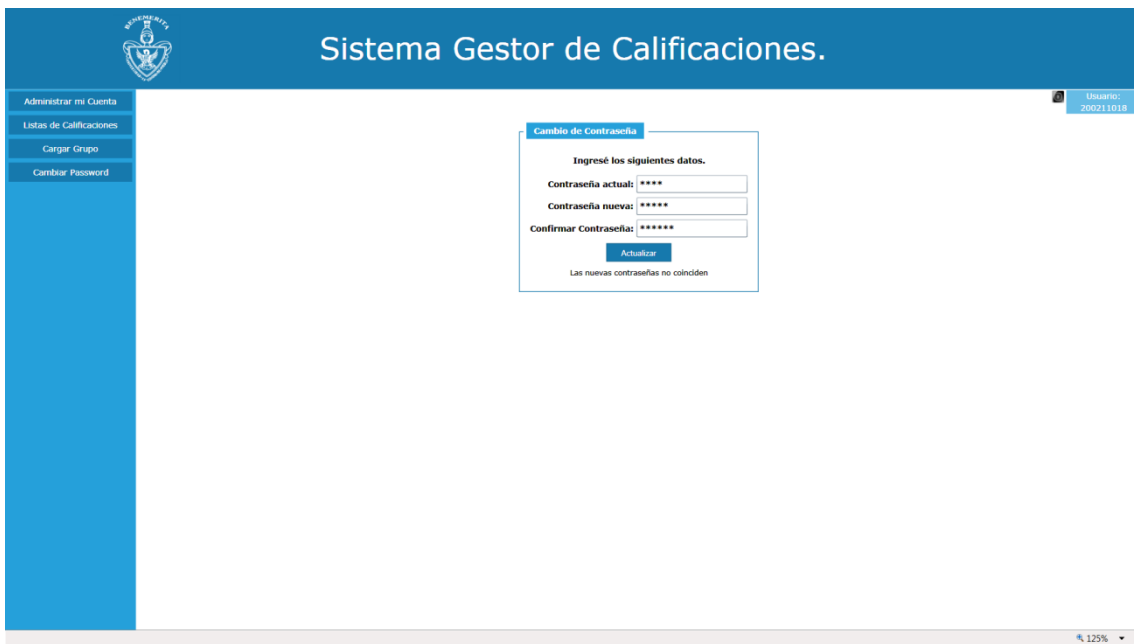 BENEMERITA
Sistema Gestor de Calificaciones.
Administrar mi Cuenta
Listas de Calificaciones
Cargar Grupo
Cambiar Password
Usuario:
200211018
Cambio de Contraseña
Ingresé los siguientes datos.
Contraseña actual: ****
Contraseña nueva: *****
Confirmar Contraseña: ******
Actualizar
Las nuevas contraseñas no coinciden
125%